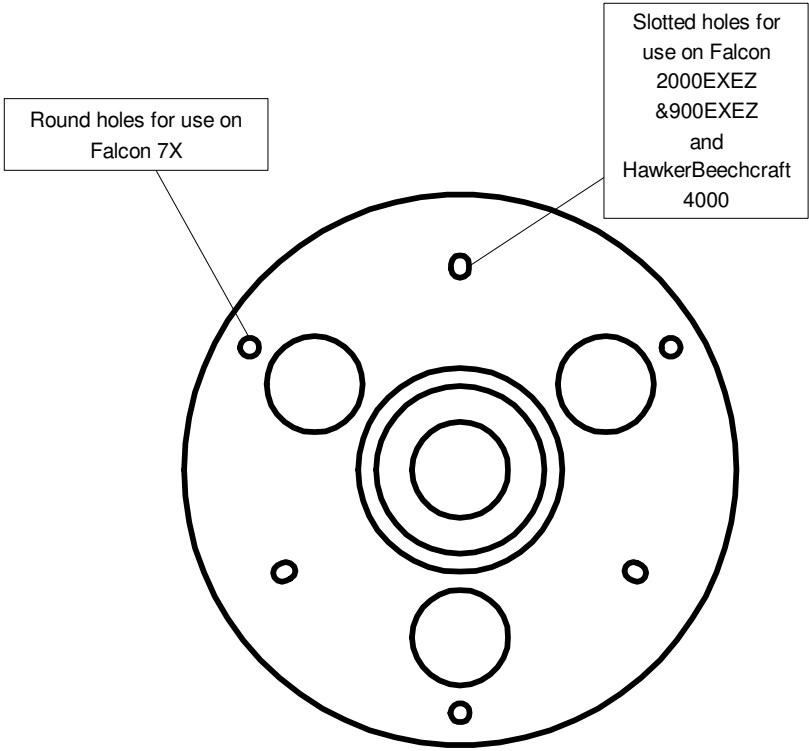 Round holes for use on
Falcon 7X
Slotted holes for
use on Falcon
2000EXEZ
&900EXEZ
and
HawkerBeechcraft
4000